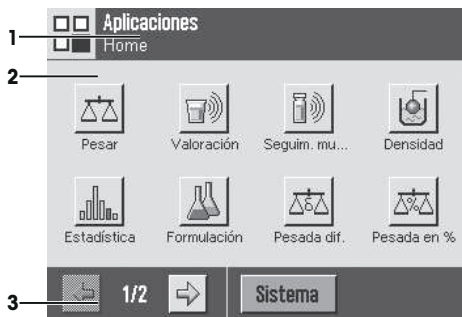 Aplicaciones
1
Home
2
Pesar Valoración Seguim. mu... Densidad
Estadística Formulación Pesada dif. Pesada en %
3 1/2 Sistema